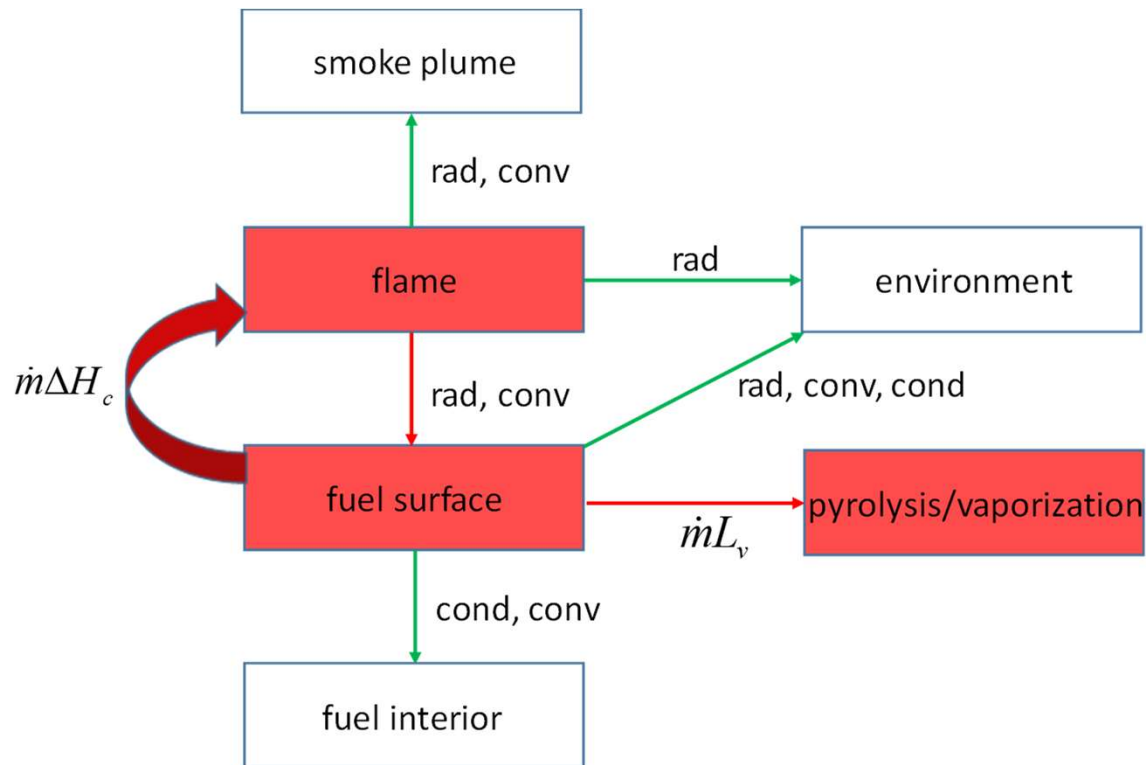 smoke plume
rad, conv
flame
rad
environment
ṁΔH_c
rad, conv
rad, conv, cond
fuel surface
pyrolysis/vaporization
ṁL_v
cond, conv
fuel interior